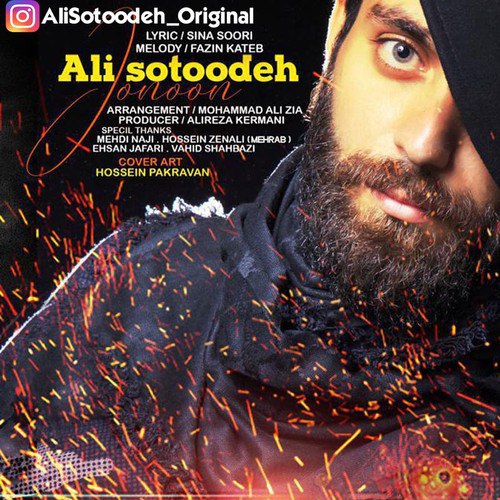 AliSotoodeh_Original
LYRIC / SINA SOORI
MELODY / FAZIN KATEB
Ali sotoodeh
Jonoon
ARRANGEMENT / MOHAMMAD ALI ZIA
PRODUCER / ALIREZA KERMANI
SPECIL THANKS
MEHDI NAJI . HOSSEIN ZENALI ( MEHRAB )
EHSAN JAFARI . VAHID SHAHBAZI
COVER ART
HOSSEIN PAKRAVAN